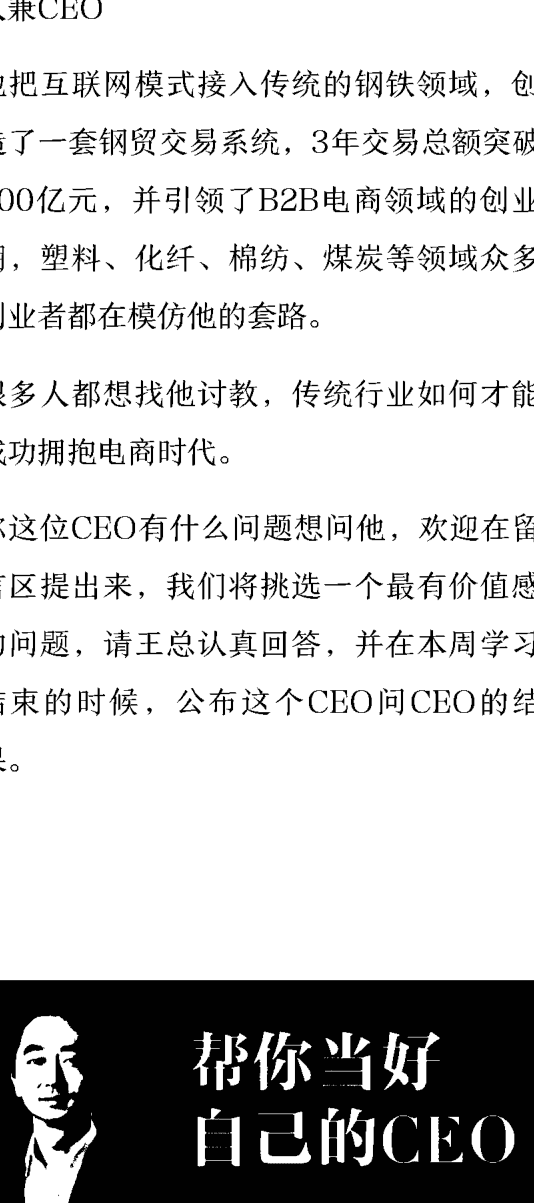 人兼CEO
他把互联网模式接入传统的钢铁领域，创
造了一套钢贸交易系统，3年交易总额突破
00亿元，并引领了B2B电商领域的创业
潮，塑料、化纤、棉纺、煤炭等领域众多
创业者都在模仿他的套路。
很多人都想找他讨教，传统行业如何才能
成功拥抱电商时代。
你这位CEO有什么问题想问他，欢迎在留
言区提出来，我们将挑选一个最有价值感
的问题，请王总认真回答，并在本周学习
结束的时候，公布这个CEO问CEO的结
果。
帮你当好
自己的CEO